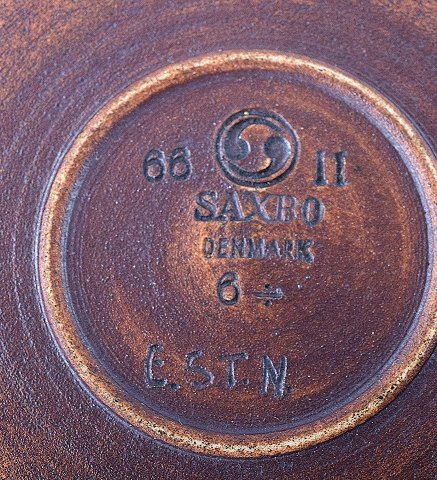 66 11
SAXBO
DENMARK
6 ÷
E.ST.N.